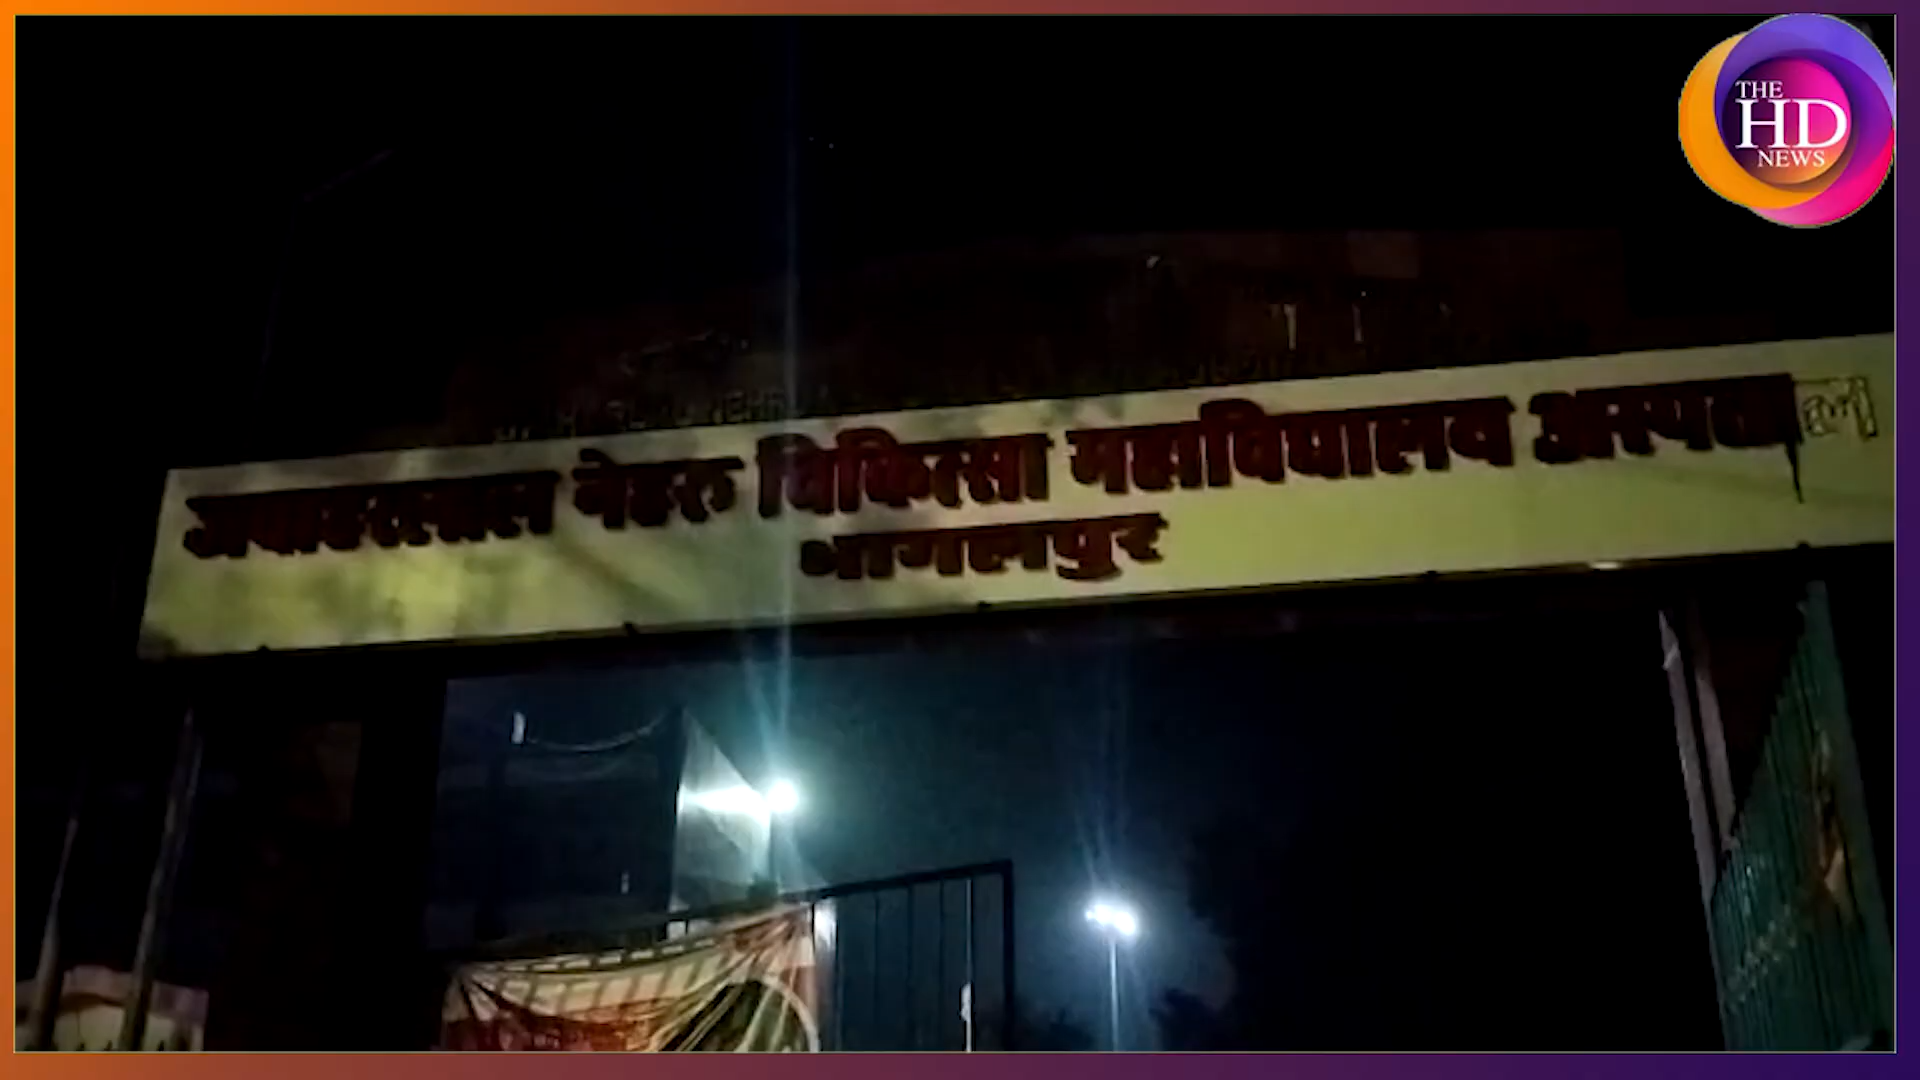 THE
HD
NEWS
जवाहरलाल नेहरु चिकित्सा महाविद्यालय अस्पताल
भागलपुर